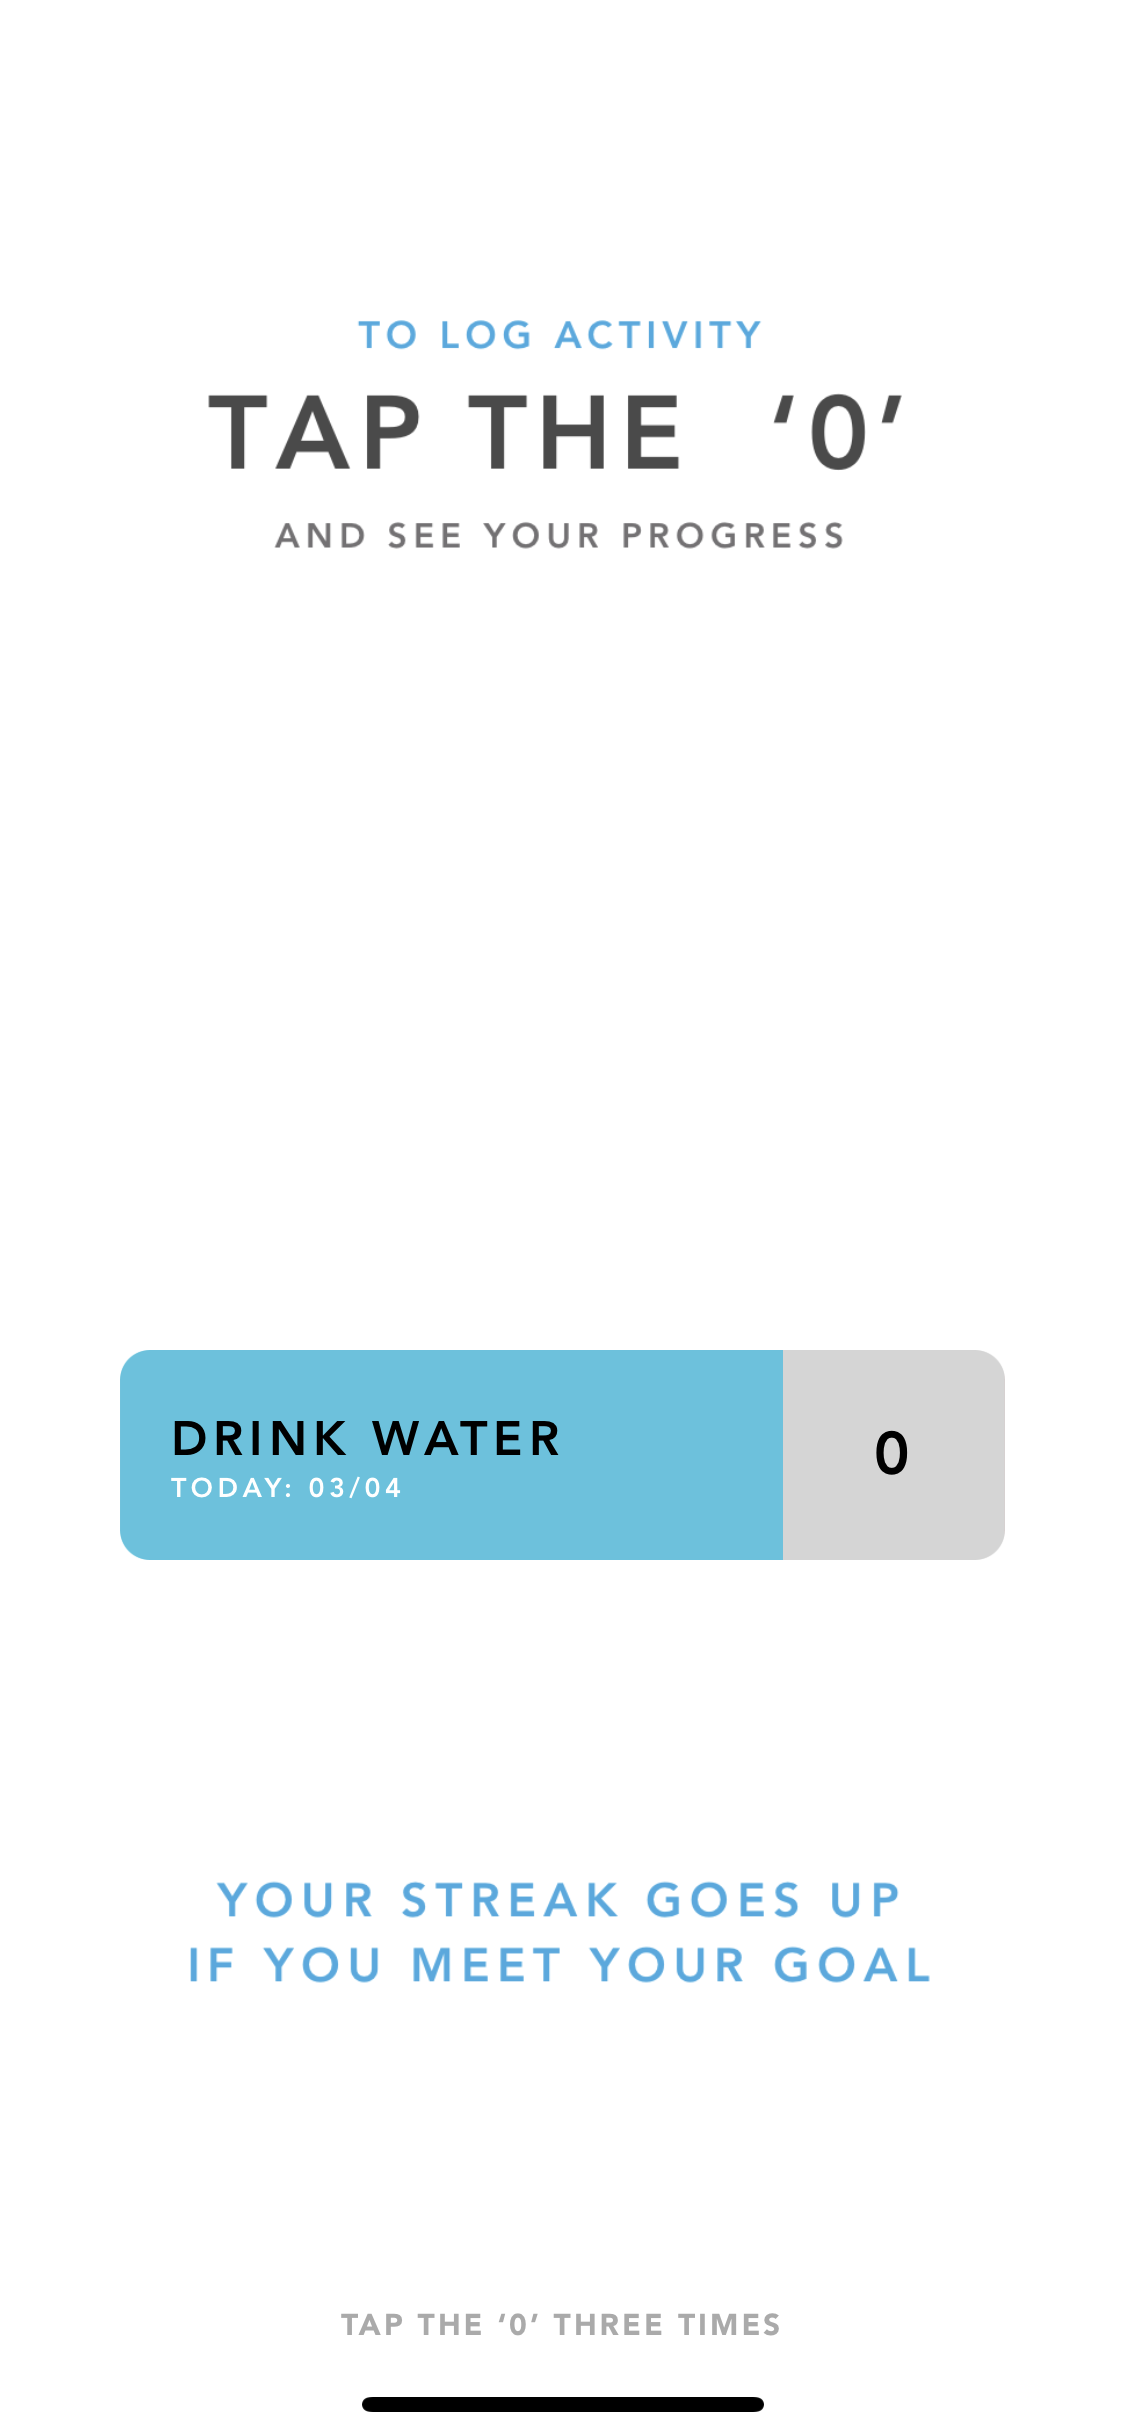 TO LOG ACTIVITY
TAP THE ‘0’
AND SEE YOUR PROGRESS
DRINK WATER
TODAY: 03/04
0
YOUR STREAK GOES UP
IF YOU MEET YOUR GOAL
TAP THE ‘0’ THREE TIMES